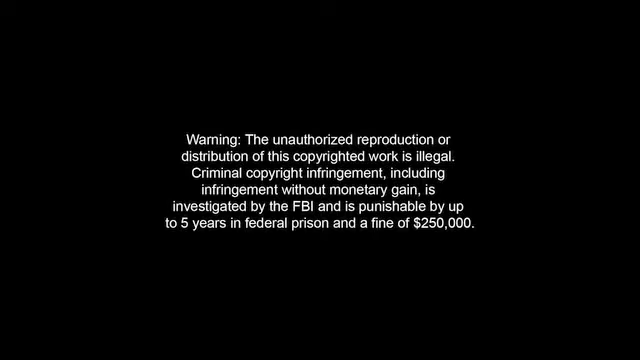 Warning: The unauthorized reproduction or
distribution of this copyrighted work is illegal.
Criminal copyright infringement, including
infringement without monetary gain, is
investigated by the FBI and is punishable by up
to 5 years in federal prison and a fine of $250,000.